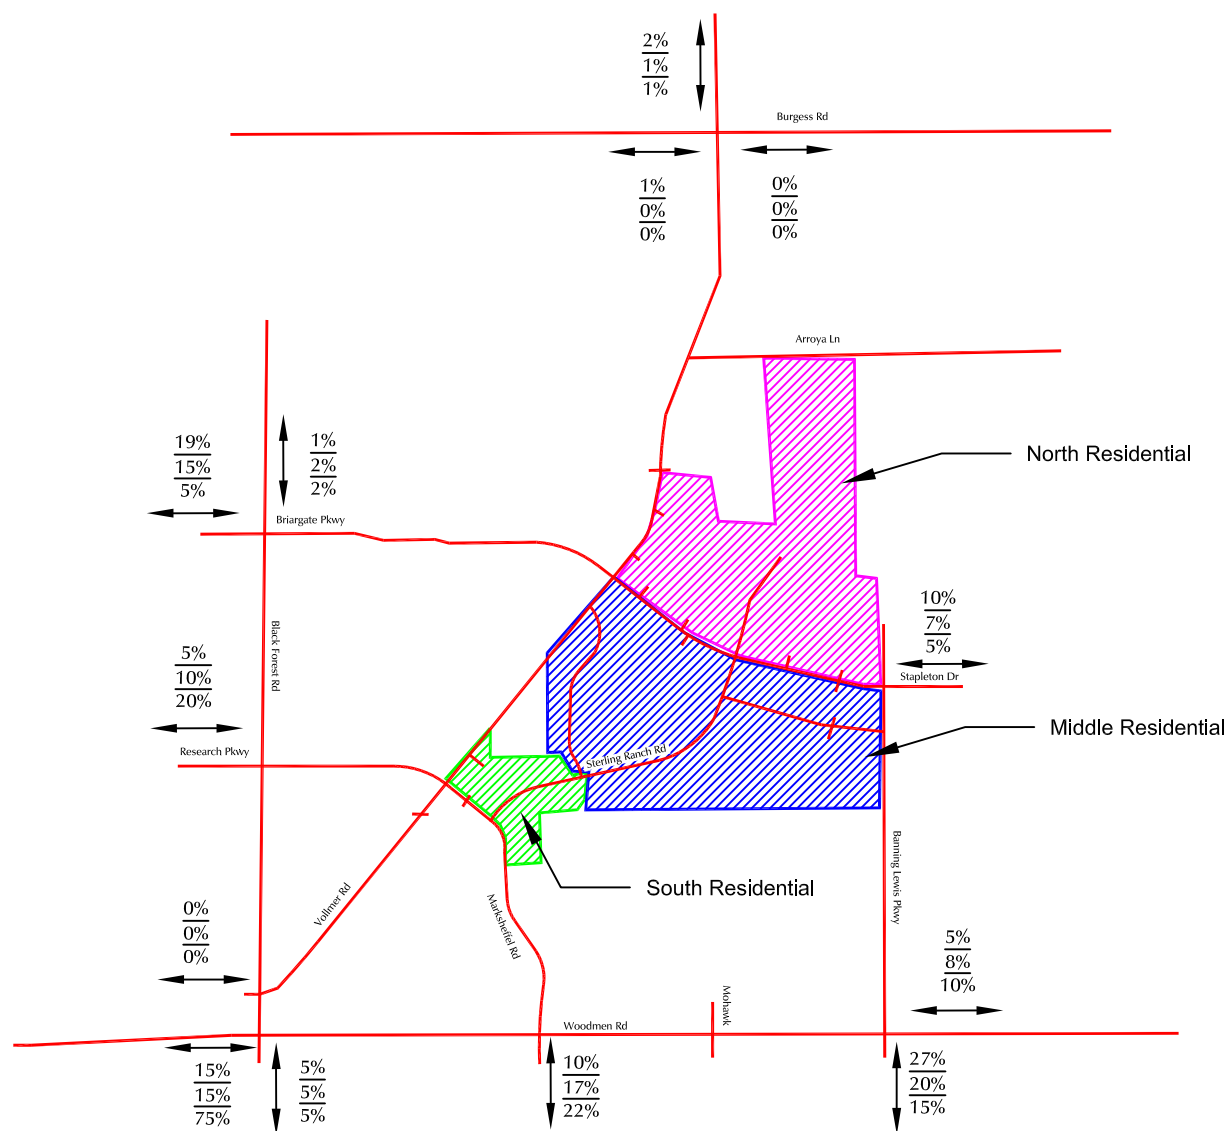 2%
1%
1%
Burgess Rd
1%
0%
0%
0%
0%
0%
Arroya Ln
19%
15%
5%
1%
2%
2%
North Residential
Briargate Pkwy
10%
7%
5%
Black Forest Rd
5%
10%
20%
Stapleton Dr
Middle Residential
Research Pkwy
Sterling Ranch Rd
South Residential
Vollmer Rd
Marksheffel Rd
Banning Lewis Pkwy
0%
0%
0%
5%
8%
10%
Mohawk
Woodmen Rd
15%
15%
75%
5%
5%
5%
10%
17%
22%
27%
20%
15%